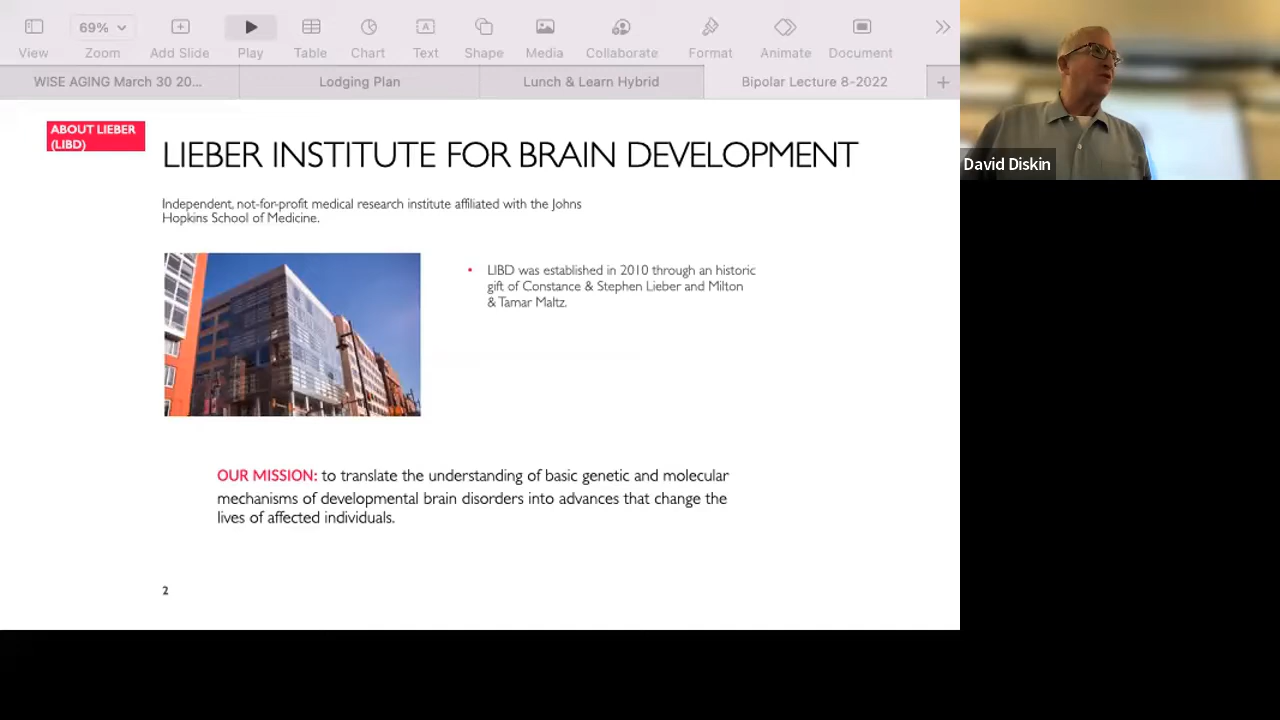 69%
View
Zoom
Add Slide
Play
Table
Chart
Text
Shape
Media
Collaborate
Format
Animate
Document
WISE AGING March 30 20...
Lodging Plan
Lunch & Learn Hybrid
Bipolar Lecture 8-2022
ABOUT LIEBER
(LIBD)
LIEBER INSTITUTE FOR BRAIN DEVELOPMENT
Independent, not-for-profit medical research institute affiliated with the Johns
Hopkins School of Medicine.
• LIBD was established in 2010 through an historic
gift of Constance & Stephen Lieber and Milton
& Tamar Maltz.
OUR MISSION: to translate the understanding of basic genetic and molecular
mechanisms of developmental brain disorders into advances that change the
lives of affected individuals.
2
David Diskin